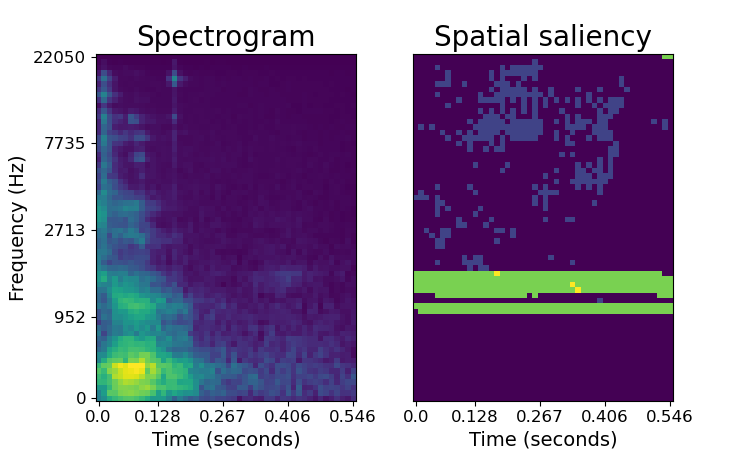 Spectrogram
Spatial saliency
Frequency (Hz)
22050
7735
2713
952
0
0.0 0.128 0.267 0.406 0.546
0.0 0.128 0.267 0.406 0.546
Time (seconds)
Time (seconds)